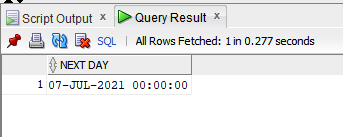 Script Output x Query Result x
SQL | All Rows Fetched: 1 in 0.277 seconds
NEXT DAY
1 07-JUL-2021 00:00:00